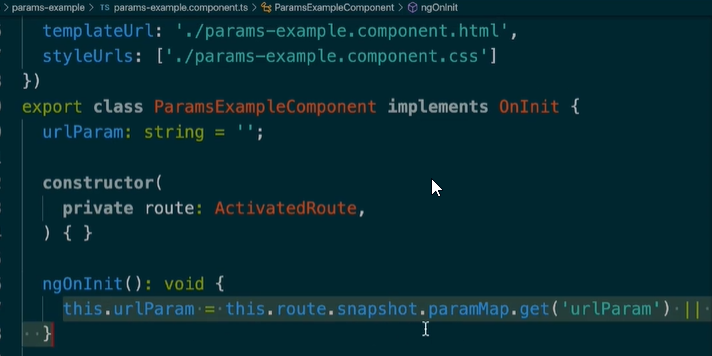 > params-example > TS params-example.component.ts > ParamsExampleComponent > ngOnInit
templateUrl: './params-example.component.html',
styleUrls: ['./params-example.component.css']
})
export class ParamsExampleComponent implements OnInit {
urlParam: string = '';
constructor(
private route: ActivatedRoute,
) { }
ngOnInit(): void {
this.urlParam = this.route.snapshot.paramMap.get('urlParam') ||
}